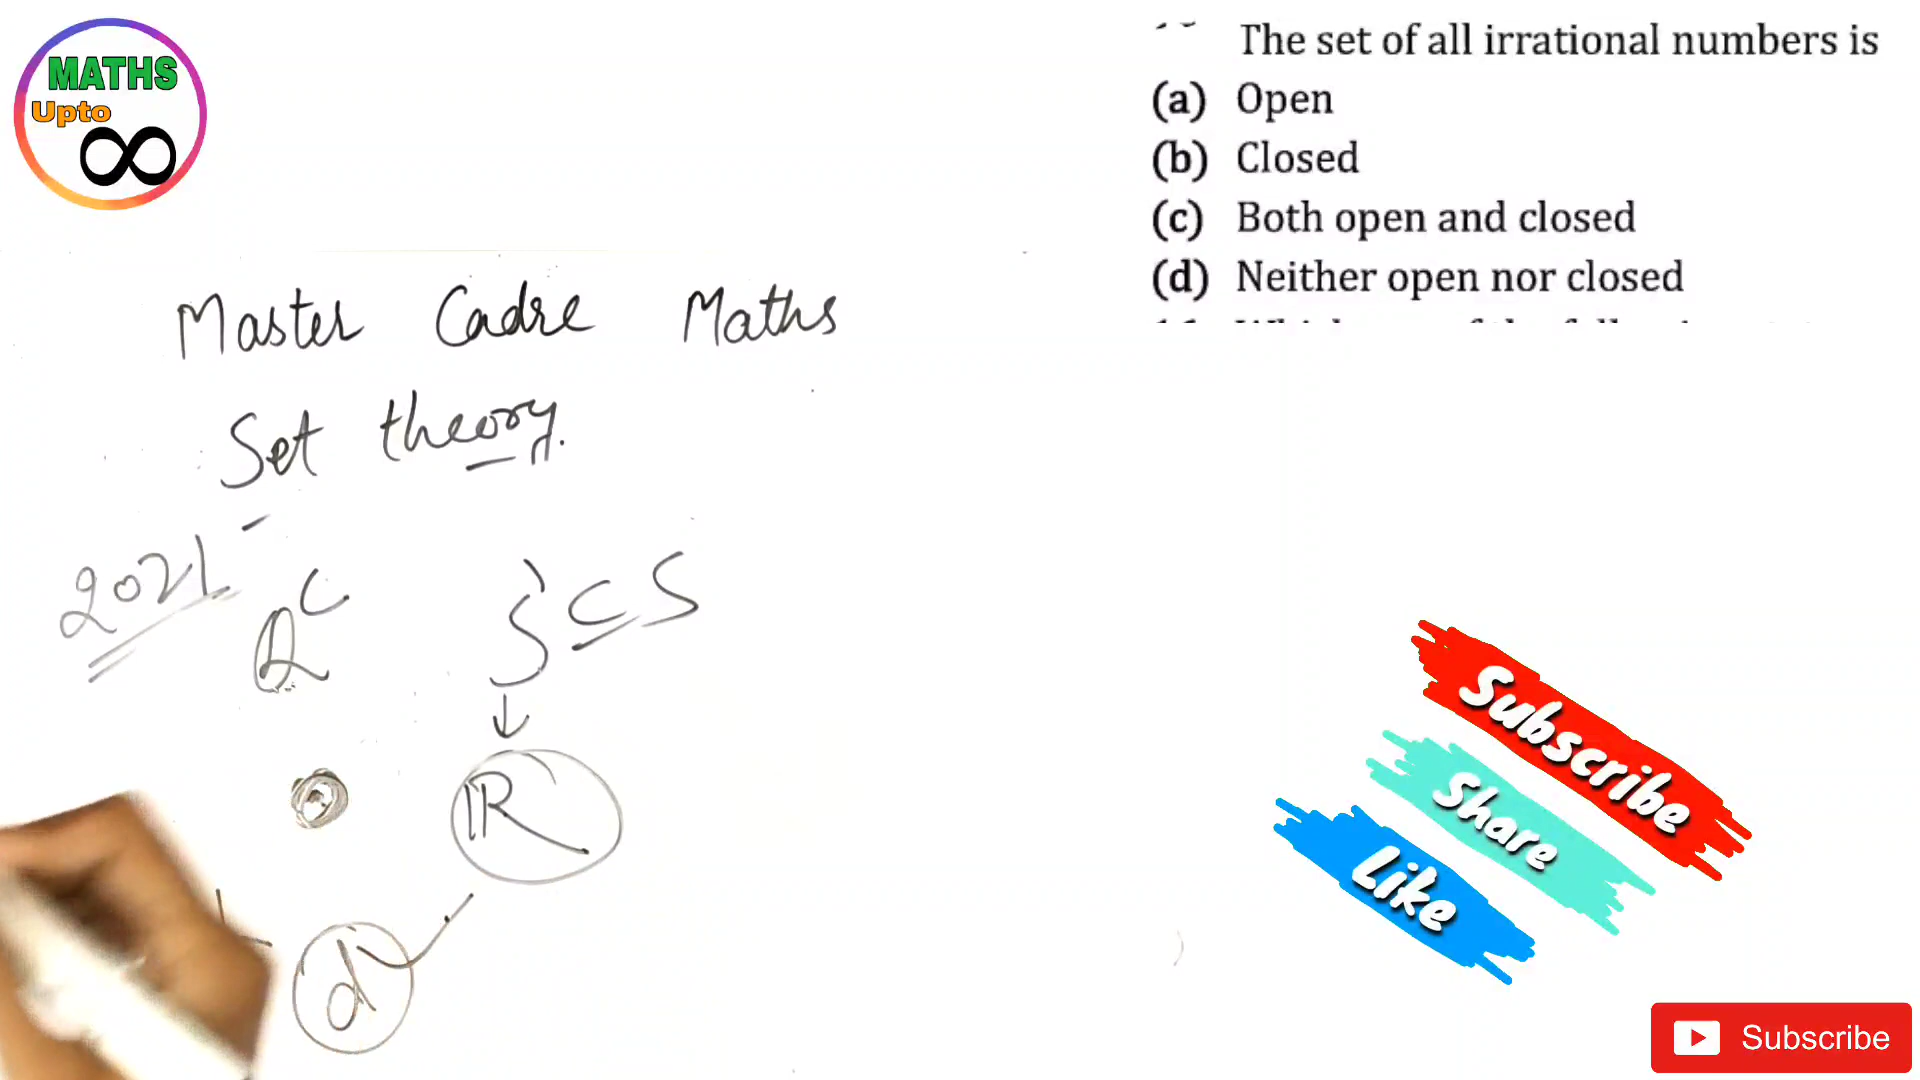 MATHS
Upto
∞
The set of all irrational numbers is
(a) Open
(b) Closed
(c) Both open and closed
(d) Neither open nor closed
Master Cadre Maths
Set theory.
2021
Q^c
S' ⊆ S
↓
IR
d
Subscribe
Share
Like
Subscribe